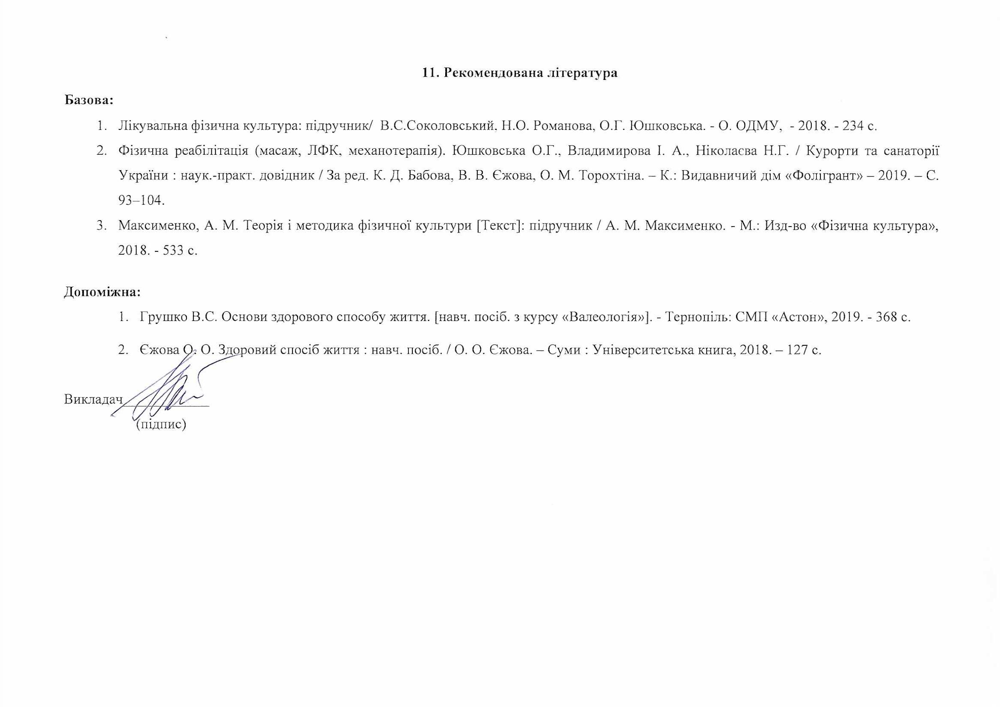 11. Рекомендована література
Базова:
1. Лікувальна фізична культура: підручник/ В.С.Соколовський, Н.О. Романова, О.Г. Юшковська. - О. ОДМУ, - 2018. - 234 с.
2. Фізична реабілітація (масаж, ЛФК, механотерапія). Юшковська О.Г., Владимирова І. А., Ніколаєва Н.Г. / Курорти та санаторії
України : наук.-практ. довідник / За ред. К. Д. Бабова, В. В. Єжова, О. М. Торохтіна. – К.: Видавничий дім «Фолігрант» – 2019. – С.
93–104.
3. Максименко, А. М. Теорія і методика фізичної культури [Текст]: підручник / А. М. Максименко. - М.: Изд-во «Фізична культура»,
2018. - 533 с.
Допоміжна:
1. Грушко В.С. Основи здорового способу життя. [навч. посіб. з курсу «Валеологія»]. - Тернопіль: СМП «Астон», 2019. - 368 с.
2. Єжова О. О. Здоровий спосіб життя : навч. посіб. / О. О. Єжова. – Суми : Університетська книга, 2018. – 127 с.
Викладач
(підпис)